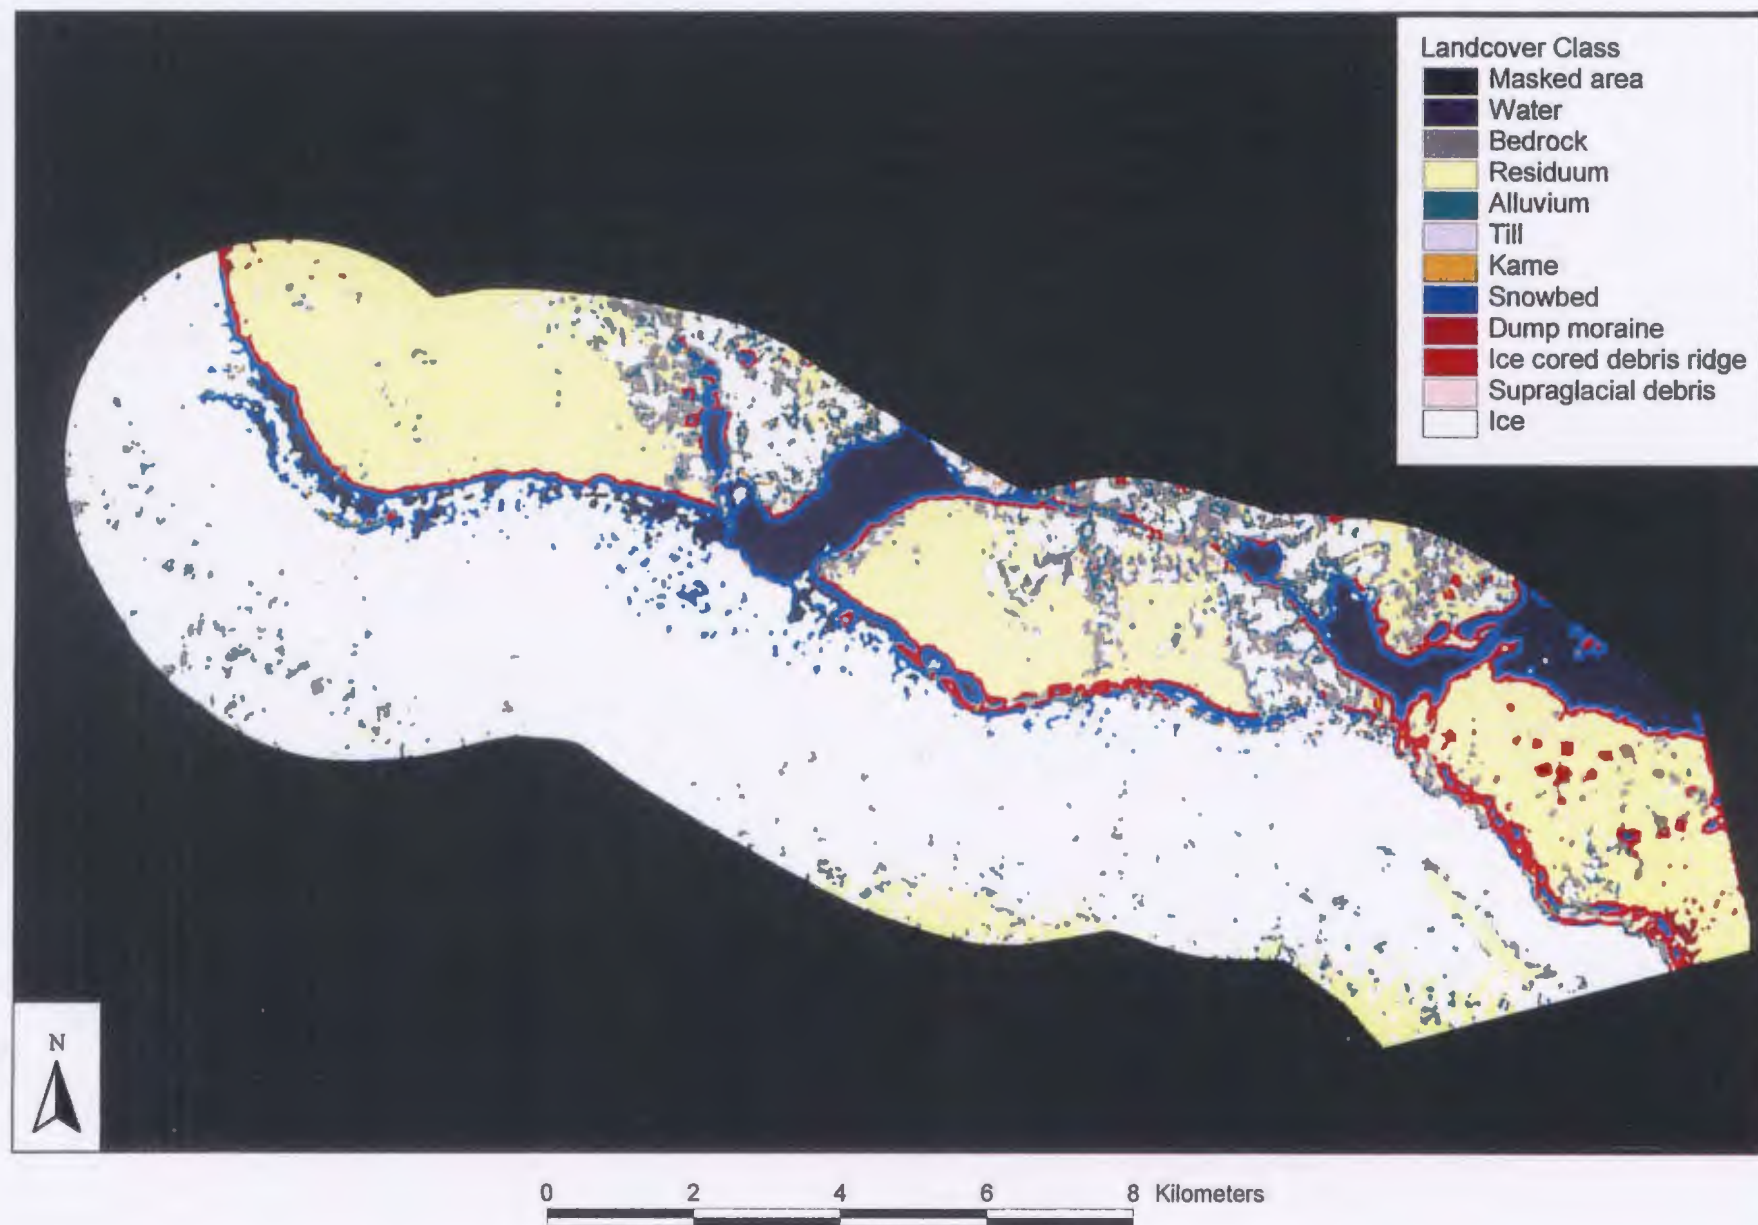 Landcover Class
Masked area
Water
Bedrock
Residuum
Alluvium
Till
Kame
Snowbed
Dump moraine
Ice cored debris ridge
Supraglacial debris
Ice
N
0 2 4 6 8 Kilometers